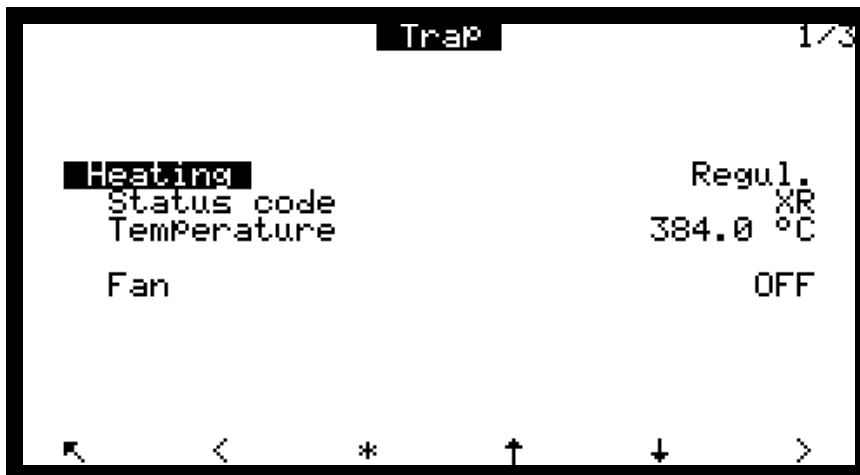 Trap 1/3
Heating Regul.
Status code XR
Temperature 384.0 °C
Fan OFF
↖ < * ↑ ↓ >